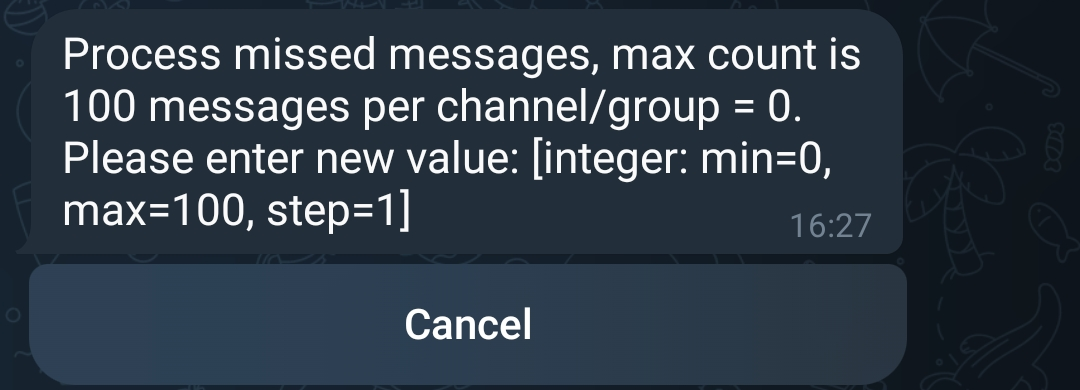 Process missed messages, max count is
100 messages per channel/group = 0.
Please enter new value: [integer: min=0,
max=100, step=1]
16:27
Cancel